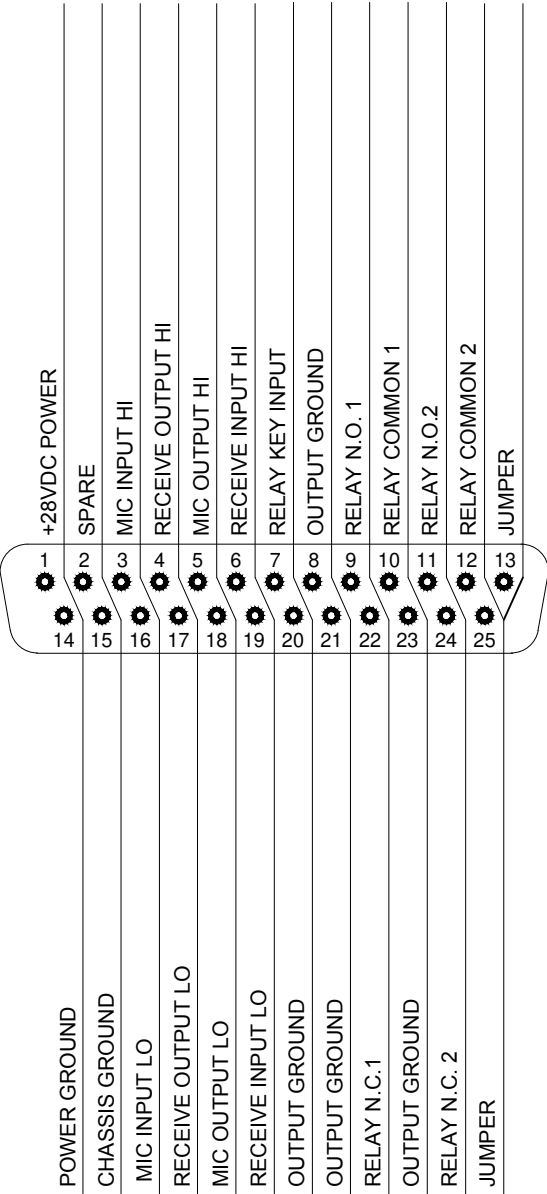 +28VDC POWER
SPARE
MIC INPUT HI
RECEIVE OUTPUT HI
MIC OUTPUT HI
RECEIVE INPUT HI
RELAY KEY INPUT
OUTPUT GROUND
RELAY N.O. 1
RELAY COMMON 1
RELAY N.O.2
RELAY COMMON 2
JUMPER
1 2 3 4 5 6 7 8 9 10 11 12 13
14 15 16 17 18 19 20 21 22 23 24 25
POWER GROUND
CHASSIS GROUND
MIC INPUT LO
RECEIVE OUTPUT LO
MIC OUTPUT LO
RECEIVE INPUT LO
OUTPUT GROUND
OUTPUT GROUND
RELAY N.C.1
OUTPUT GROUND
RELAY N.C. 2
JUMPER